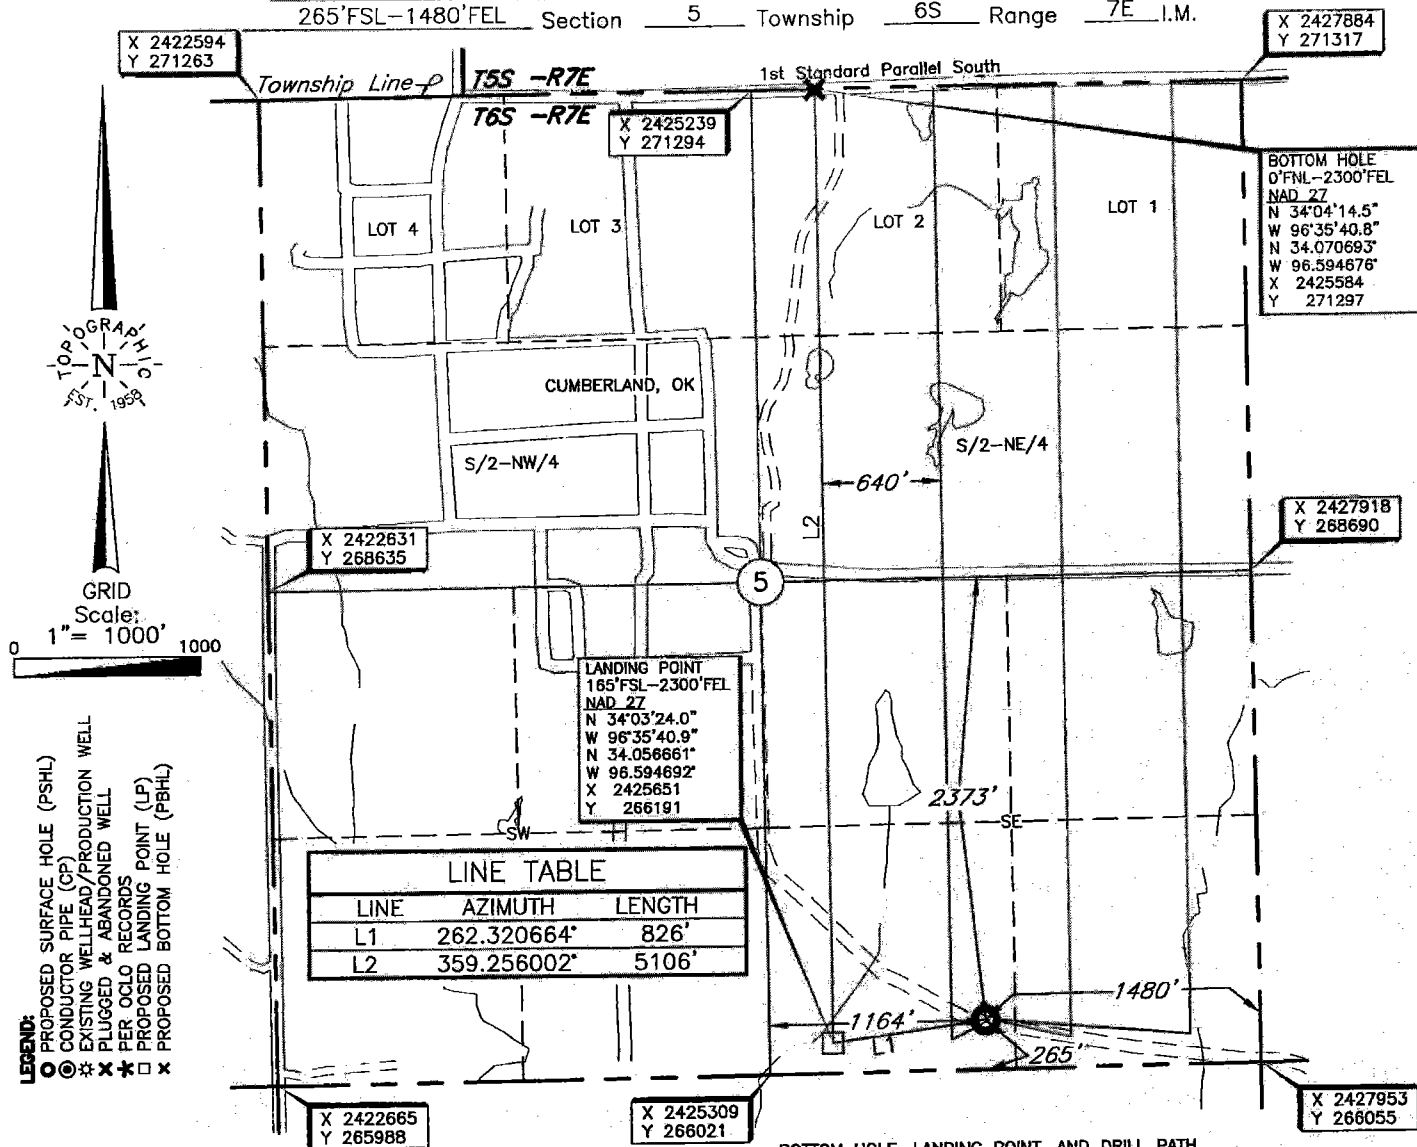 265'FSL-1480'FEL Section 5 Township 6S Range 7E I.M.
X 2422594
Y 271263
X 2427884
Y 271317
Township Line
T5S -R7E
T6S -R7E
1st Standard Parallel South
X 2425239
Y 271294
BOTTOM HOLE
0'FNL-2300'FEL
NAD 27
N 34°04'14.5"
W 96°35'40.8"
N 34.070693°
W 96.594676°
X 2425584
Y 271297
LOT 4
LOT 3
LOT 2
LOT 1
TOPOGRAPHIC
N
EST. 1958
CUMBERLAND, OK
S/2-NW/4
S/2-NE/4
640'
L2
X 2427918
Y 268690
X 2422631
Y 268635
5
GRID
Scale:
1"= 1000'
0 1000
LANDING POINT
165'FSL-2300'FEL
NAD 27
N 34°03'24.0"
W 96°35'40.9"
N 34.056661°
W 96.594692°
X 2425651
Y 266191
2373'
SW
SE
LINE TABLE
LINE AZIMUTH LENGTH
L1 262.320664° 826'
L2 359.256002° 5106'
LEGEND:
PROPOSED SURFACE HOLE (PSHL)
CONDUCTOR PIPE (CP)
EXISTING WELLHEAD/PRODUCTION WELL
PLUGGED & ABANDONED WELL
PER OCLO RECORDS
PROPOSED LANDING POINT (LP)
PROPOSED BOTTOM HOLE (PBHL)
1480'
1164'
L1
265'
X 2422665
Y 265988
X 2425309
Y 266021
X 2427953
Y 266055
BOTTOM HOLE, LANDING POINT AND DRILL PATH